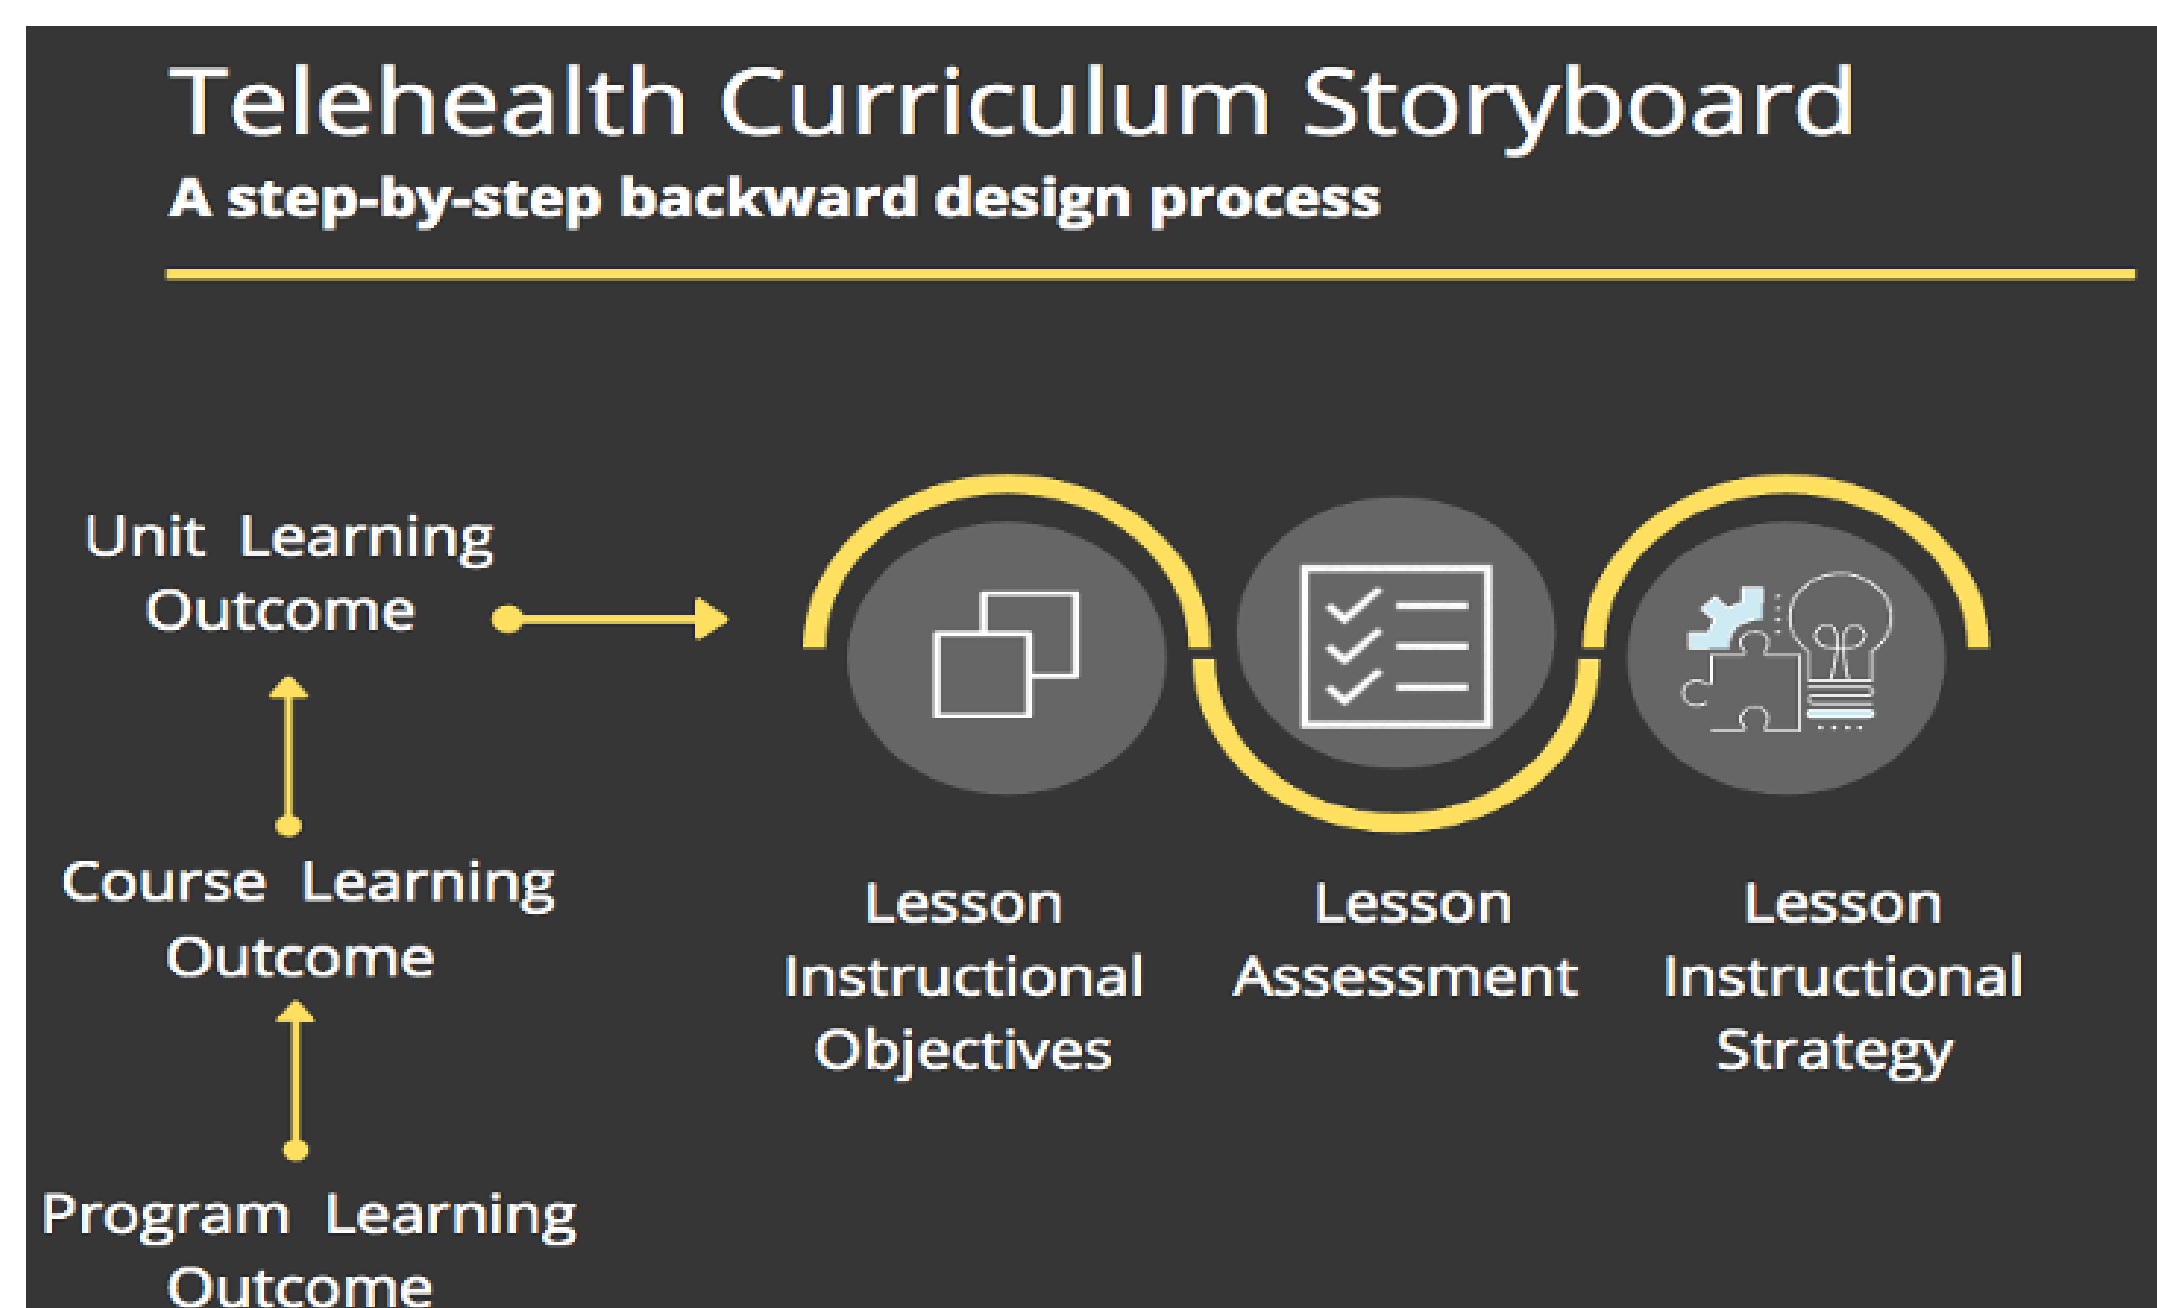 Telehealth Curriculum Storyboard
A step-by-step backward design process
Unit Learning
Outcome
Course Learning
Outcome
Program Learning
Outcome
Lesson
Instructional
Objectives
Lesson
Assessment
Lesson
Instructional
Strategy